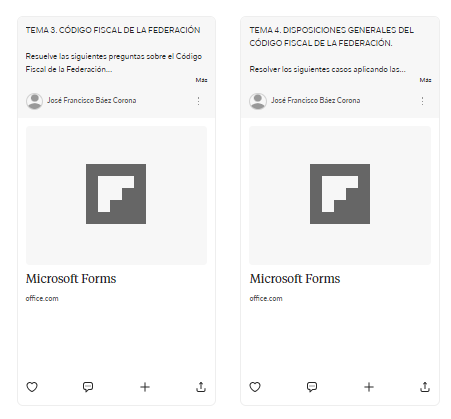 TEMA 3. CÓDIGO FISCAL DE LA FEDERACIÓN
Resuelve las siguientes preguntas sobre el Código
Fiscal de la Federación...
Más
José Francisco Báez Corona
Microsoft Forms
office.com
TEMA 4. DISPOSICIONES GENERALES DEL
CÓDIGO FISCAL DE LA FEDERACIÓN.
Resolver los siguientes casos aplicando las...
Más
José Francisco Báez Corona
Microsoft Forms
office.com